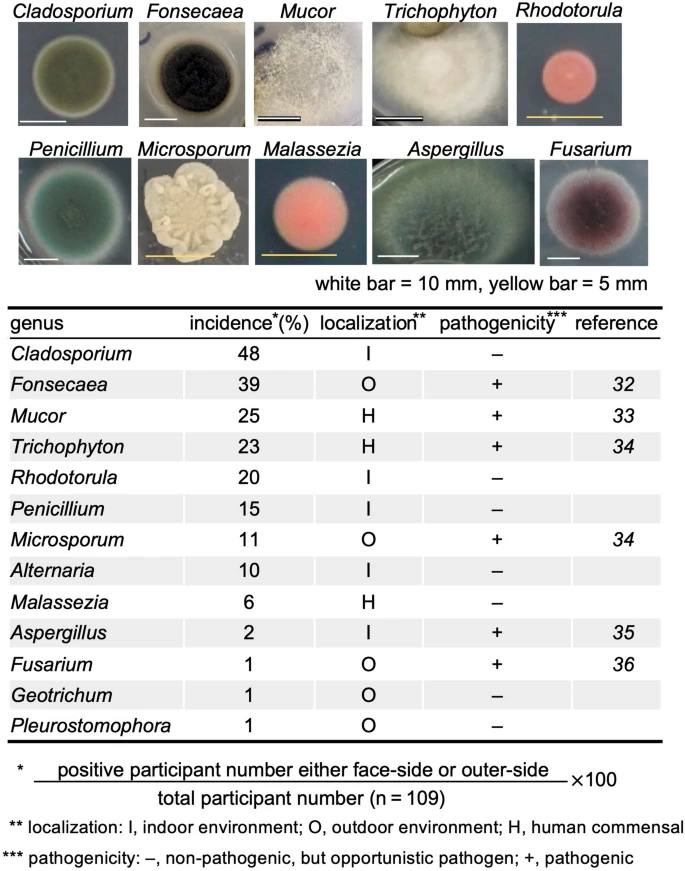 Cladosporium Fonsecaea Mucor Trichophyton Rhodotorula
Penicillium Microsporum Malassezia Aspergillus Fusarium
white bar = 10 mm, yellow bar = 5 mm
genus incidence*(%) localization** pathogenicity*** reference
Cladosporium 48 I –
Fonsecaea 39 O + 32
Mucor 25 H + 33
Trichophyton 23 H + 34
Rhodotorula 20 I –
Penicillium 15 I –
Microsporum 11 O + 34
Alternaria 10 I –
Malassezia 6 H –
Aspergillus 2 I + 35
Fusarium 1 O + 36
Geotrichum 1 O –
Pleurostomophora 1 O –
* positive participant number either face-side or outer-side ×100
total participant number (n = 109)
** localization: I, indoor environment; O, outdoor environment; H, human commensal
*** pathogenicity: –, non-pathogenic, but opportunistic pathogen; +, pathogenic